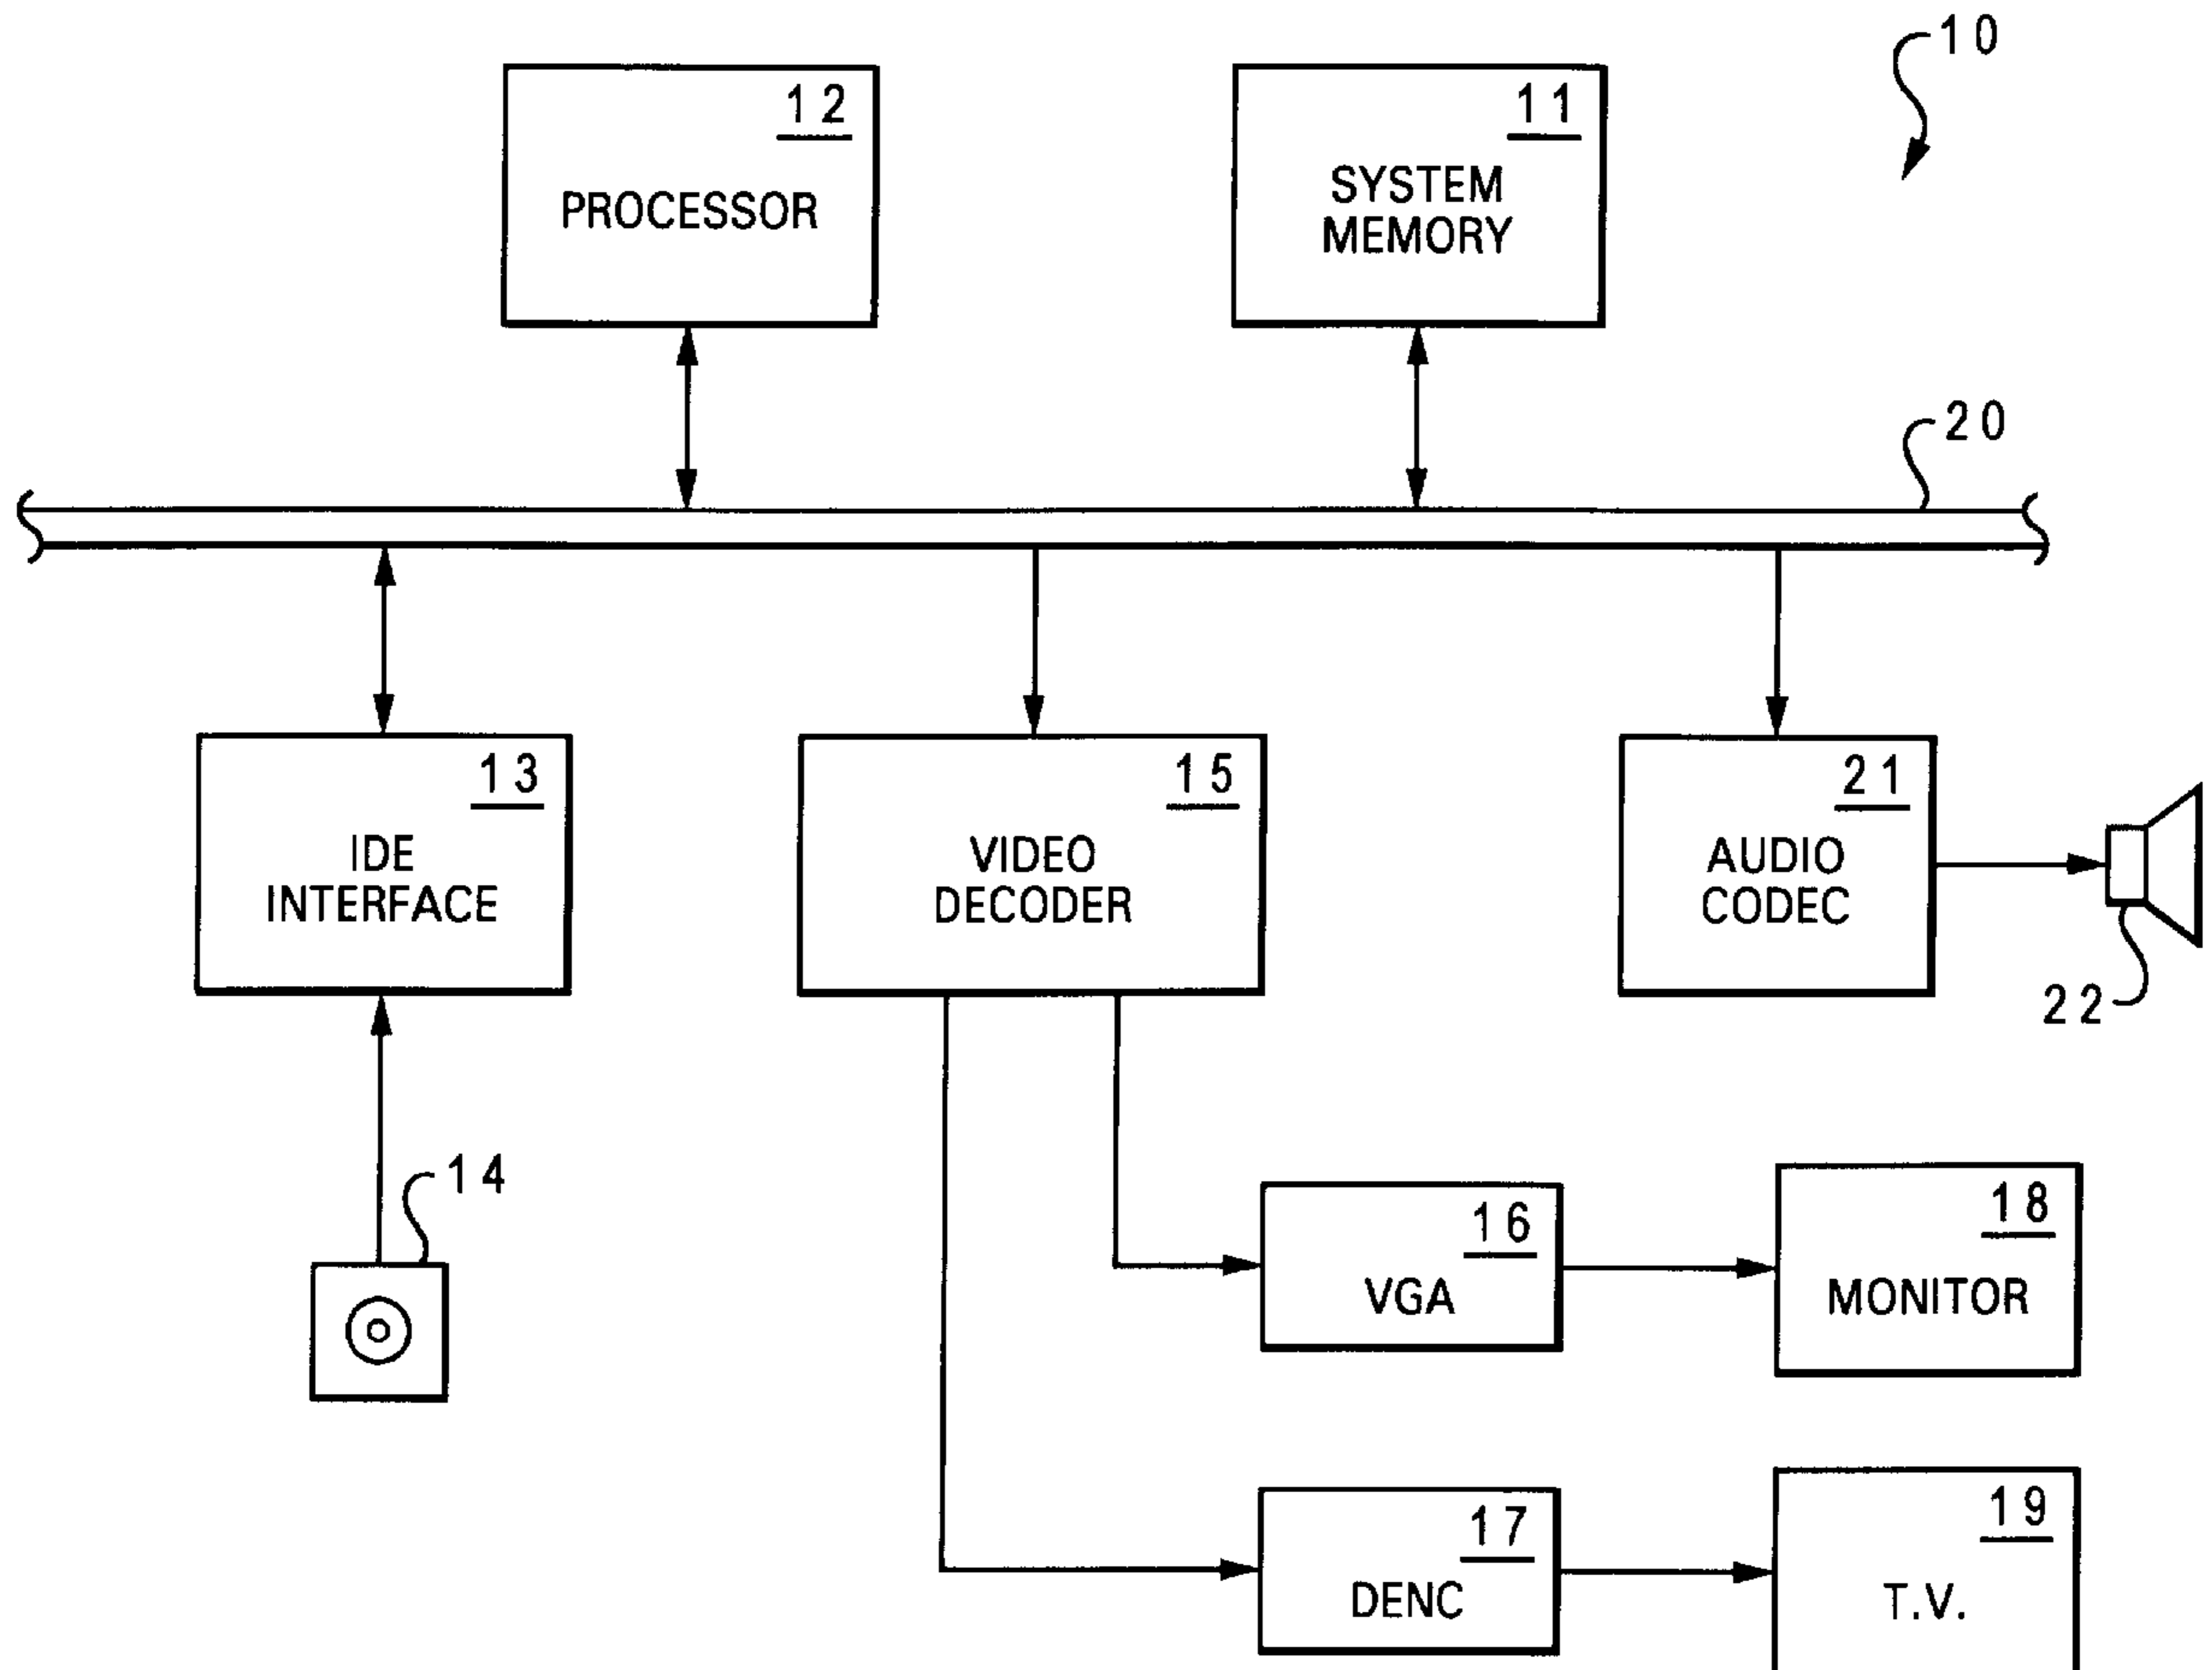 10
12
PROCESSOR
11
SYSTEM
MEMORY
20
13
IDE
INTERFACE
15
VIDEO
DECODER
21
AUDIO
CODEC
22
14
16
VGA
18
MONITOR
17
DENC
19
T.V.